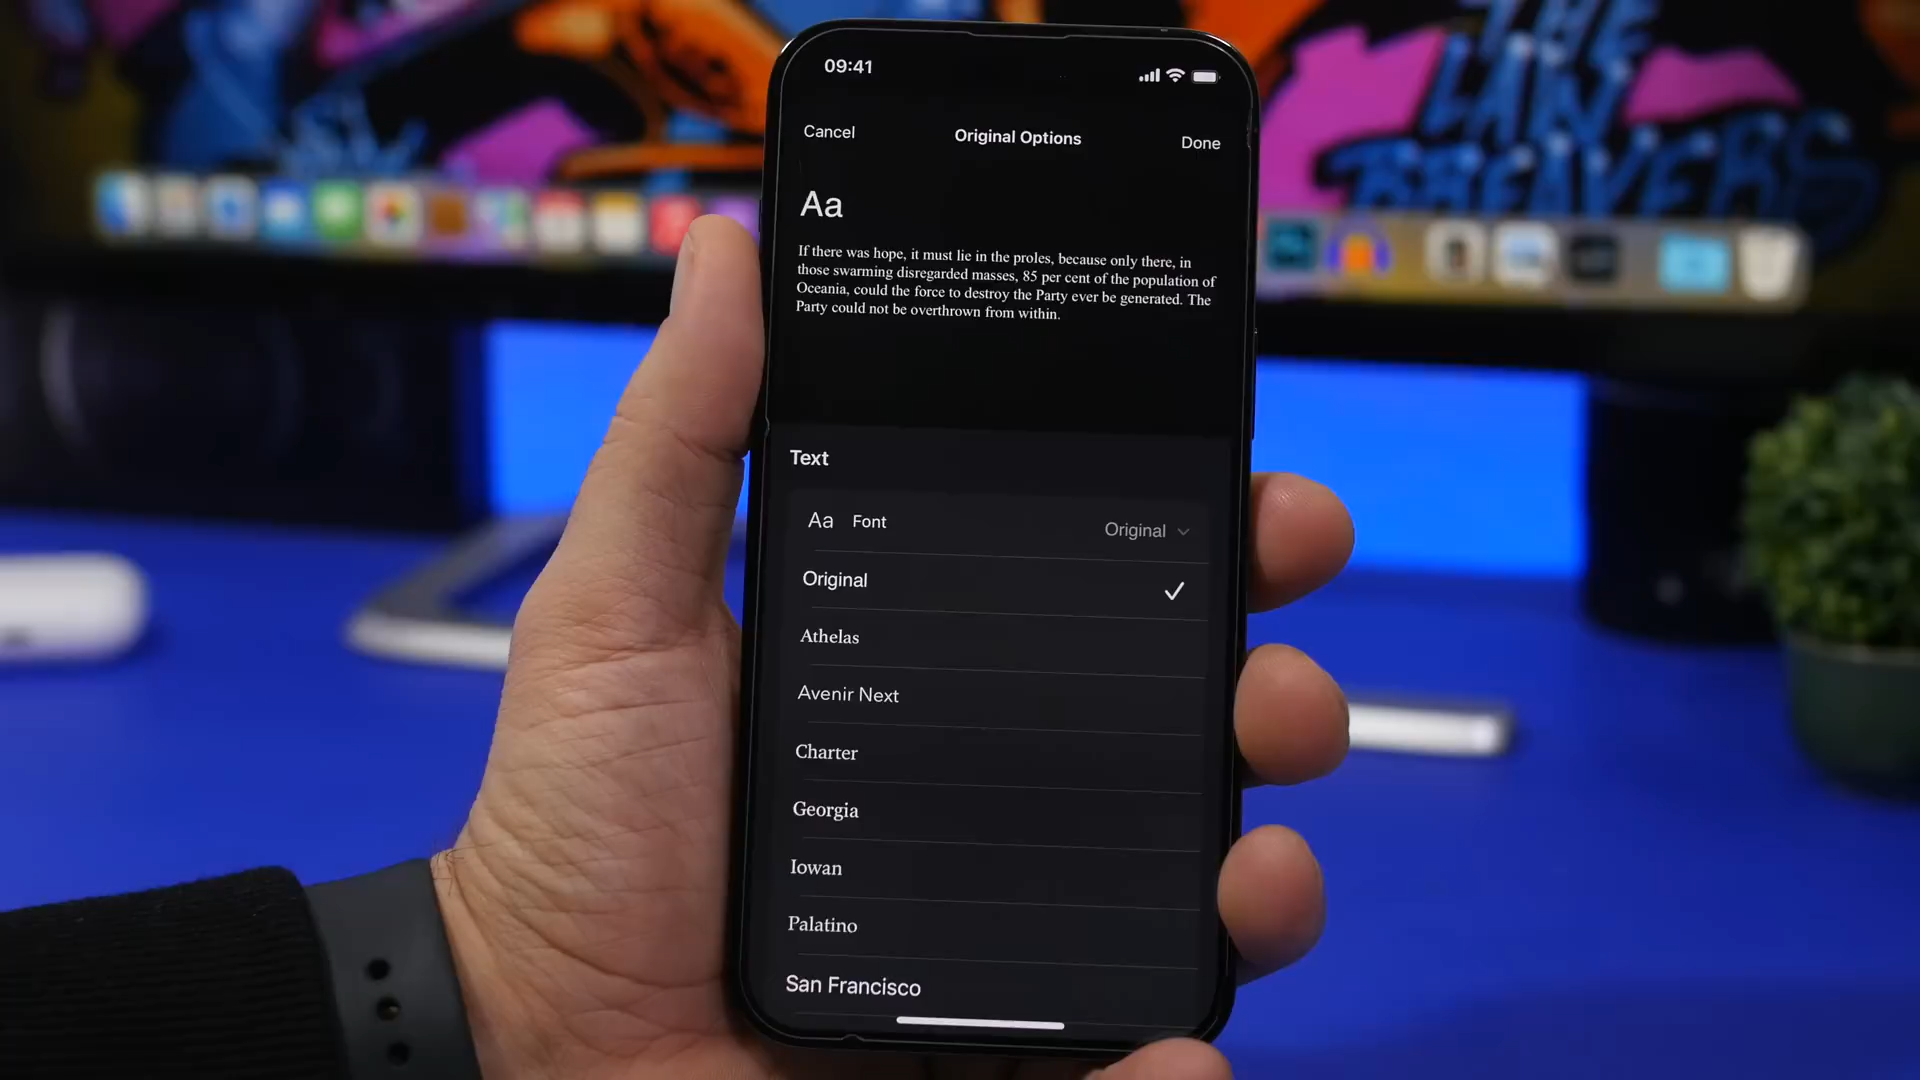 THE
LAW
BREAKERS
09:41
Cancel
Original Options
Done
Aa
If there was hope, it must lie in the proles, because only there, in
those swarming disregarded masses, 85 per cent of the population of
Oceania, could the force to destroy the Party ever be generated. The
Party could not be overthrown from within.
Text
Aa Font Original
Original
Athelas
Avenir Next
Charter
Georgia
Iowan
Palatino
San Francisco